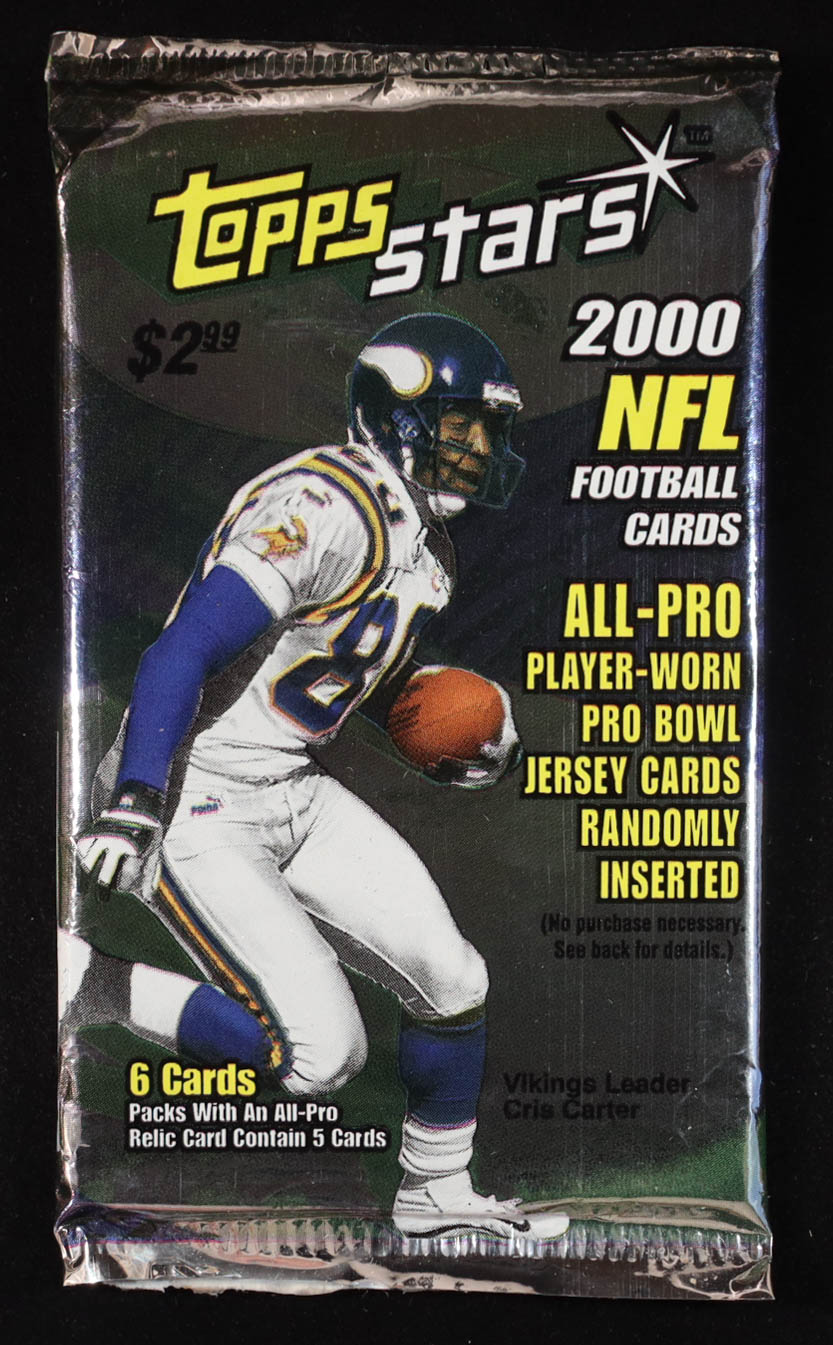 Topps stars TM
$2.99
2000
NFL
FOOTBALL
CARDS
ALL-PRO
PLAYER-WORN
PRO BOWL
JERSEY CARDS
RANDOMLY
INSERTED
(No purchase necessary.
See back for details.)
8
6 Cards
Packs With An All-Pro
Relic Card Contain 5 Cards
Vikings Leader
Cris Carter